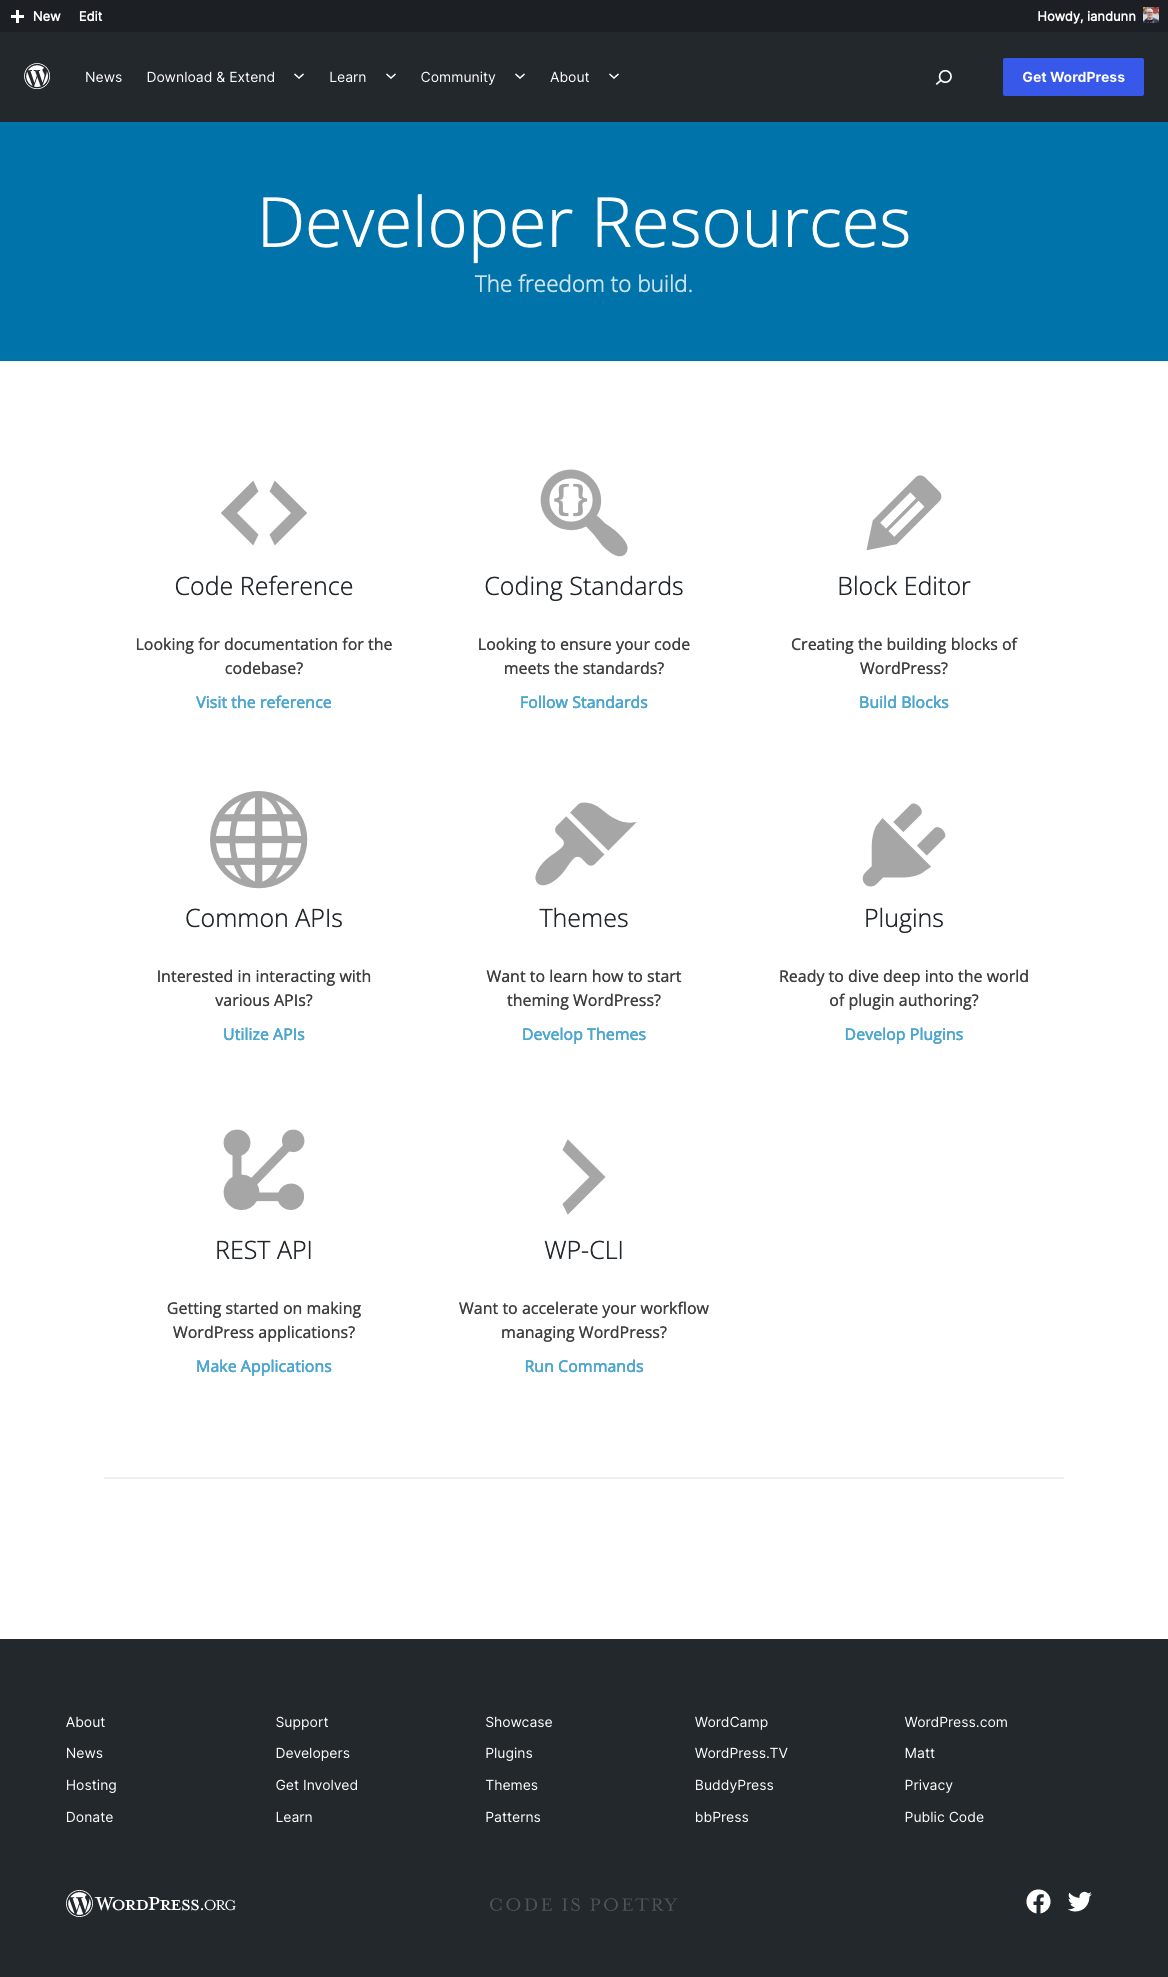 New Edit Howdy, iandunn
News Download & Extend Learn Community About Get WordPress
Developer Resources
The freedom to build.
{}
Code Reference Coding Standards Block Editor
Looking for documentation for the Looking to ensure your code Creating the building blocks of
codebase? meets the standards? WordPress?
Visit the reference Follow Standards Build Blocks
Common APIs Themes Plugins
Interested in interacting with Want to learn how to start Ready to dive deep into the world
various APIs? theming WordPress? of plugin authoring?
Utilize APIs Develop Themes Develop Plugins
REST API WP-CLI
Getting started on making Want to accelerate your workflow
WordPress applications? managing WordPress?
Make Applications Run Commands
About Support Showcase WordCamp WordPress.com
News Developers Plugins WordPress.TV Matt
Hosting Get Involved Themes BuddyPress Privacy
Donate Learn Patterns bbPress Public Code
WORDPRESS.ORG CODE IS POETRY